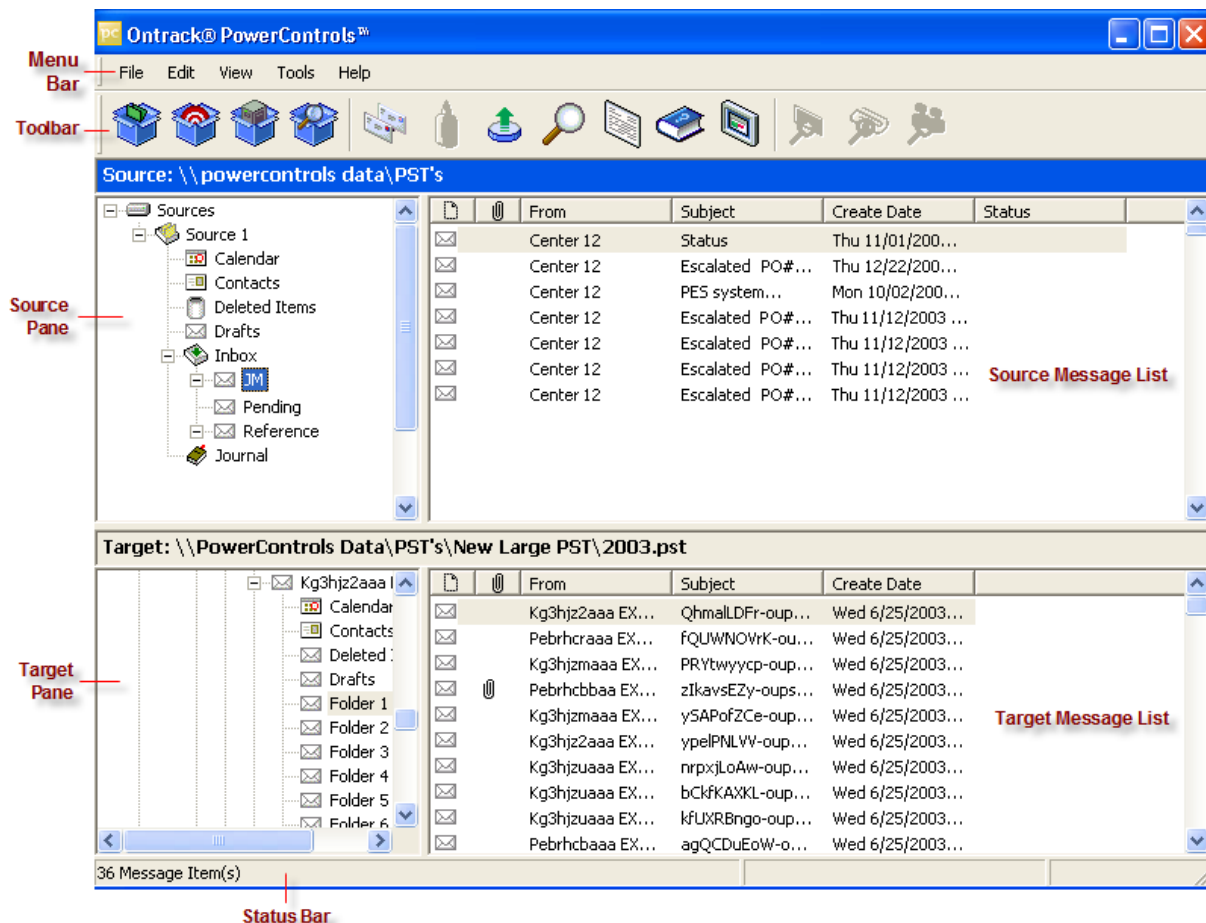 Ontrack® PowerControls™
Menu Bar
File Edit View Tools Help
Toolbar
Source: \\powercontrols data\PST's
Source Pane
Sources
Source 1
Calendar
Contacts
Deleted Items
Drafts
Inbox
JM
Pending
Reference
Journal
From Subject Create Date Status
Center 12 Status Thu 11/01/200...
Center 12 Escalated PO#... Thu 12/22/200...
Center 12 PES system... Mon 10/02/200...
Center 12 Escalated PO#... Thu 11/12/2003 ...
Center 12 Escalated PO#... Thu 11/12/2003 ...
Center 12 Escalated PO#... Thu 11/12/2003 ...
Center 12 Escalated PO#... Thu 11/12/2003 ...
Source Message List
Target: \\PowerControls Data\PST's\New Large PST\2003.pst
Target Pane
Kg3hjz2aaa
Calendar
Contacts
Deleted
Drafts
Folder 1
Folder 2
Folder 3
Folder 4
Folder 5
Folder 6
From Subject Create Date
Kg3hjz2aaa EX... QhmalLDFr-oup... Wed 6/25/2003...
Pebrhcraaa EX... fQUWNOVrK-ou... Wed 6/25/2003...
Kg3hjzmaaa EX... PRYtwyycp-oup... Wed 6/25/2003...
Pebrhcbbaa EX... zIkavsEZy-oups... Wed 6/25/2003...
Kg3hjzmaaa EX... ySAPofZCe-oup... Wed 6/25/2003...
Kg3hjz2aaa EX... ypelPNLVV-oup... Wed 6/25/2003...
Kg3hjzuaaa EX... nrpxjLoAw-oup... Wed 6/25/2003...
Kg3hjzuaaa EX... bCkfKAXKL-oup... Wed 6/25/2003...
Kg3hjzuaaa EX... kfUXRBngo-oup... Wed 6/25/2003...
Pebrhcbaaa EX... agQCDuEoW-o... Wed 6/25/2003...
Target Message List
36 Message Item(s)
Status Bar